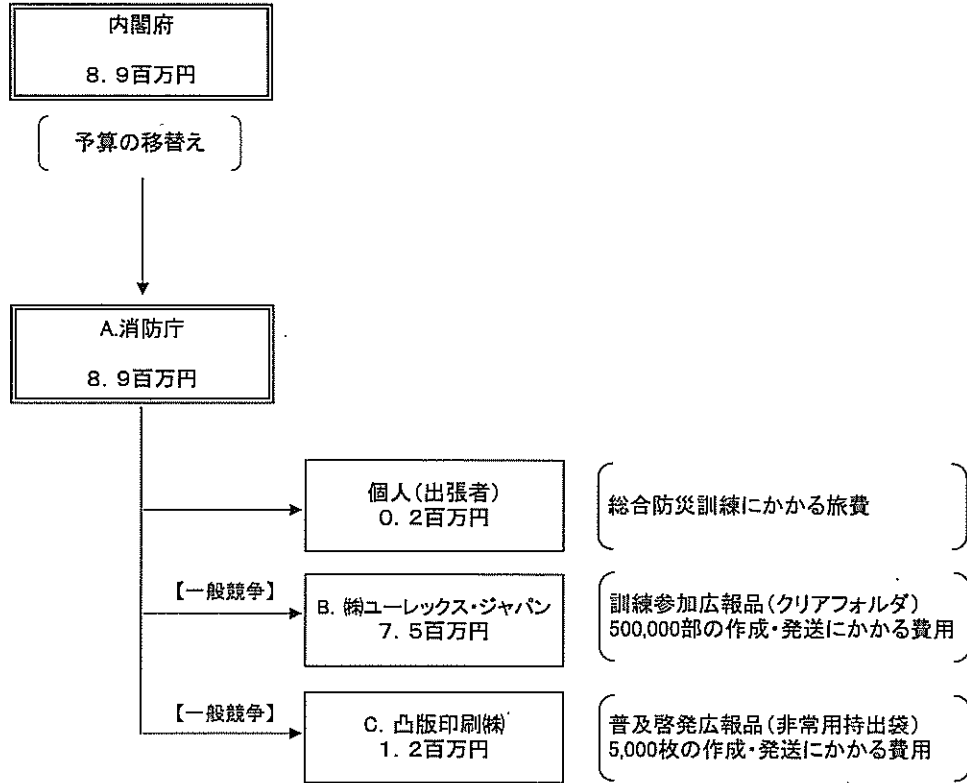 内閣府
8.9百万円
予算の移替え
A.消防庁
8.9百万円
個人(出張者)
0.2百万円
総合防災訓練にかかる旅費
【一般競争】
B. ㈱ユーレックス・ジャパン
7.5百万円
訓練参加広報品(クリアフォルダ)
500,000部の作成・発送にかかる費用
【一般競争】
C. 凸版印刷㈱
1.2百万円
普及啓発広報品(非常用持出袋)
5,000枚の作成・発送にかかる費用